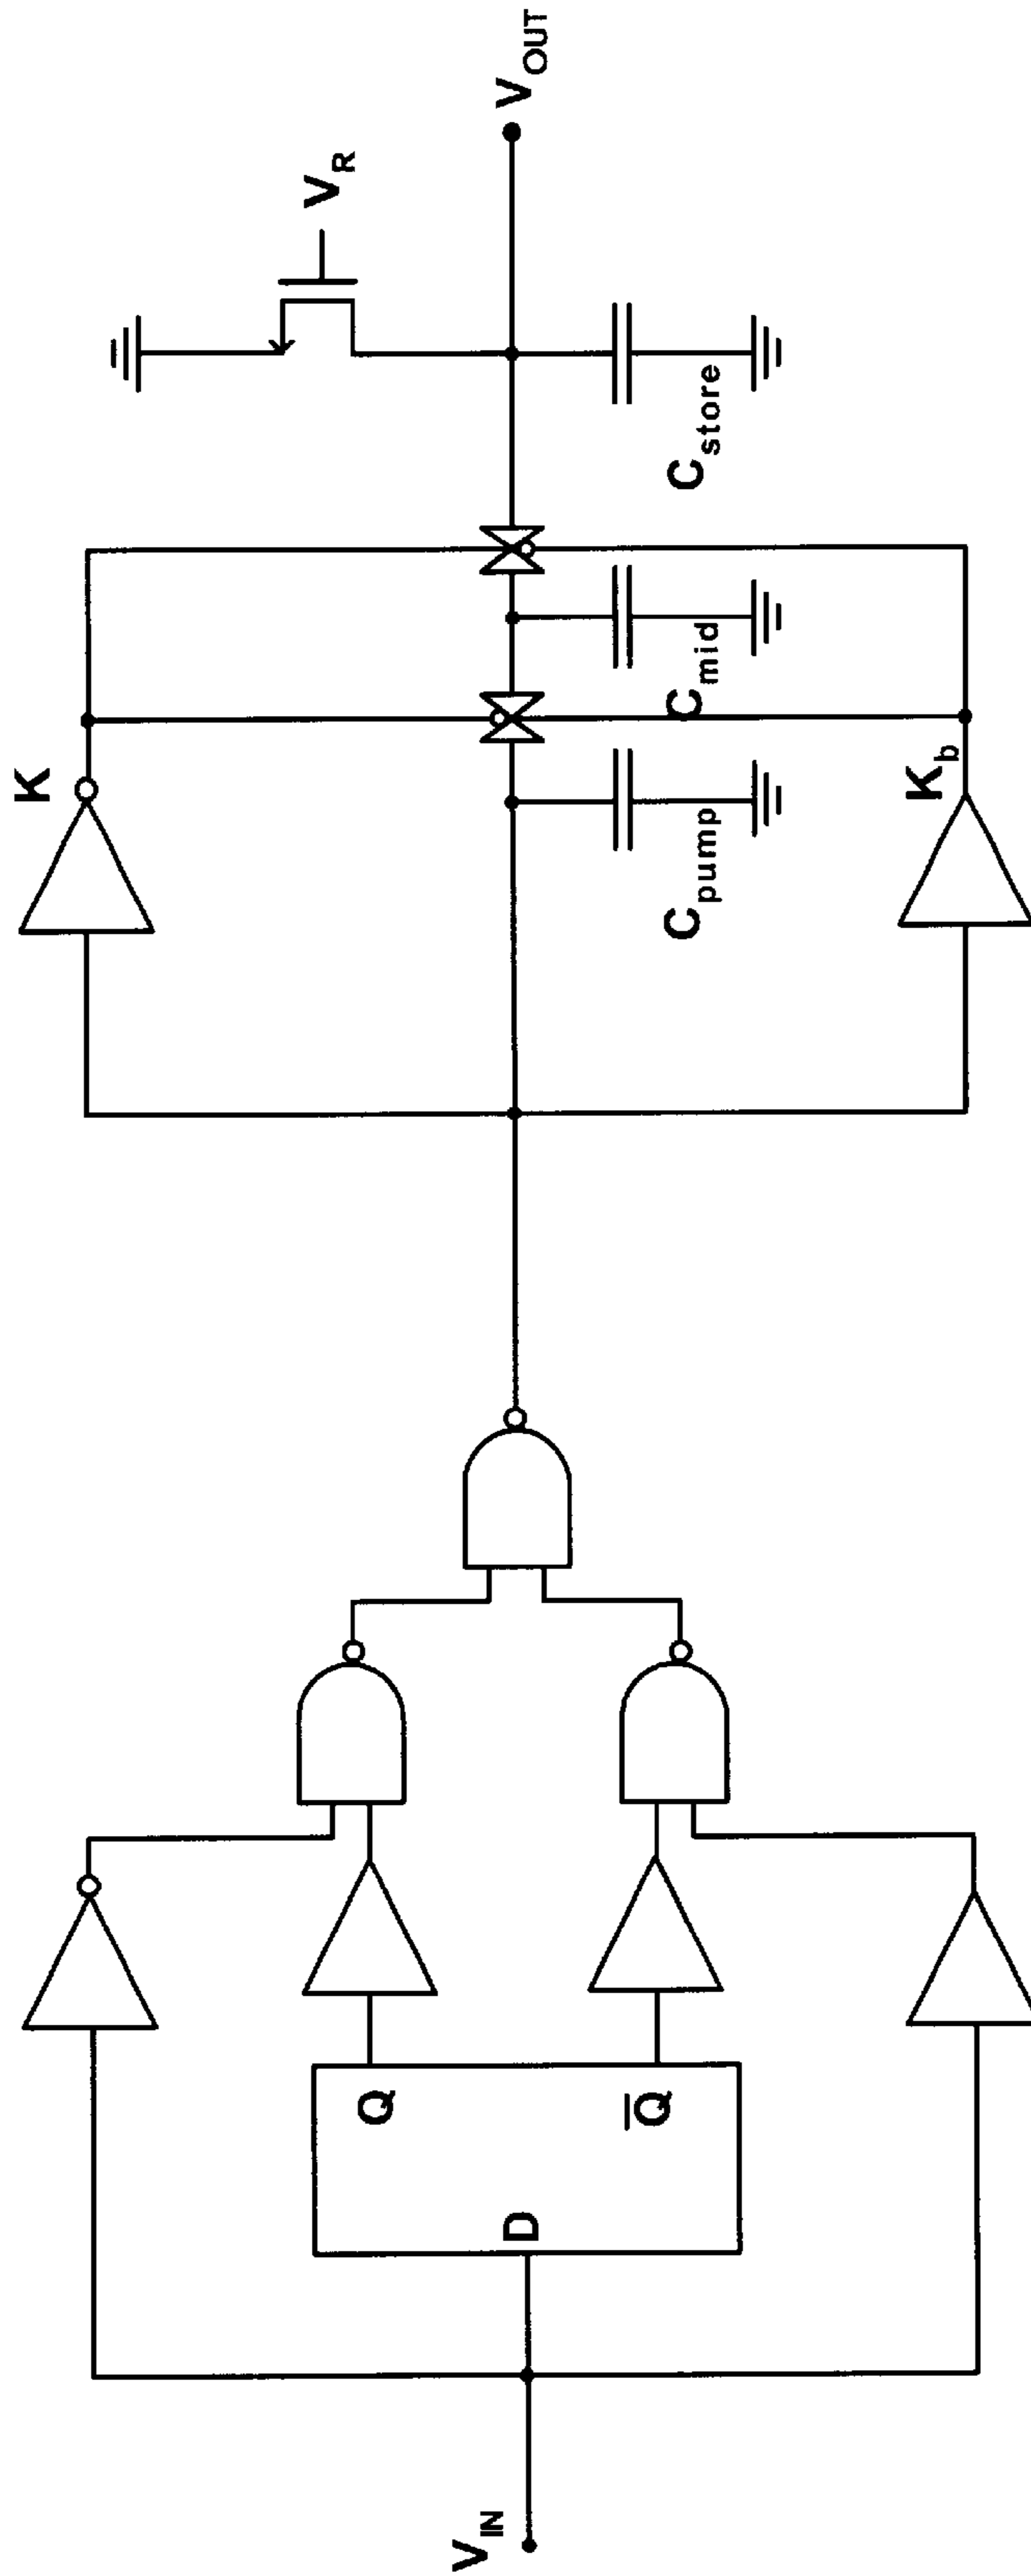 V_IN
D
Q
Q̅
K
K_b
C_pump
C_mid
C_store
V_R
V_OUT